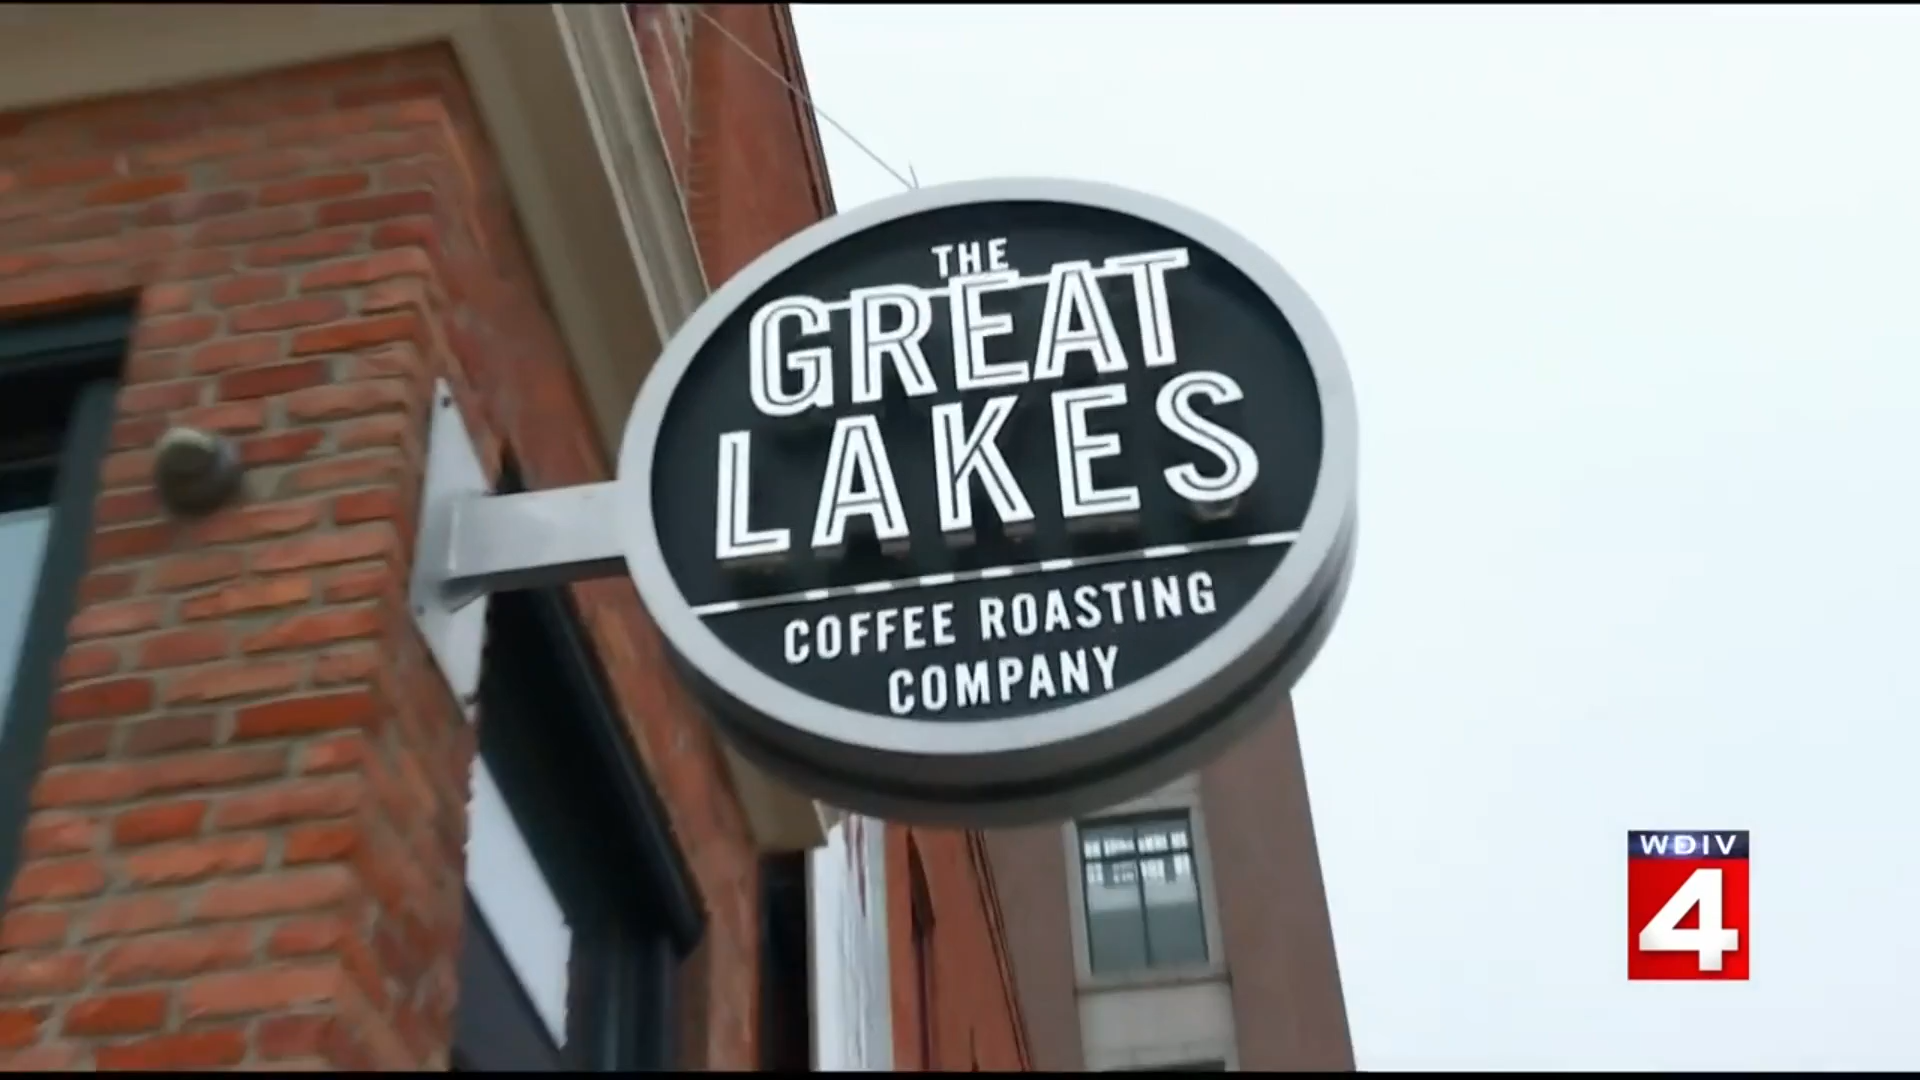 THE
GREAT
LAKES
COFFEE ROASTING
COMPANY
WDIV
4